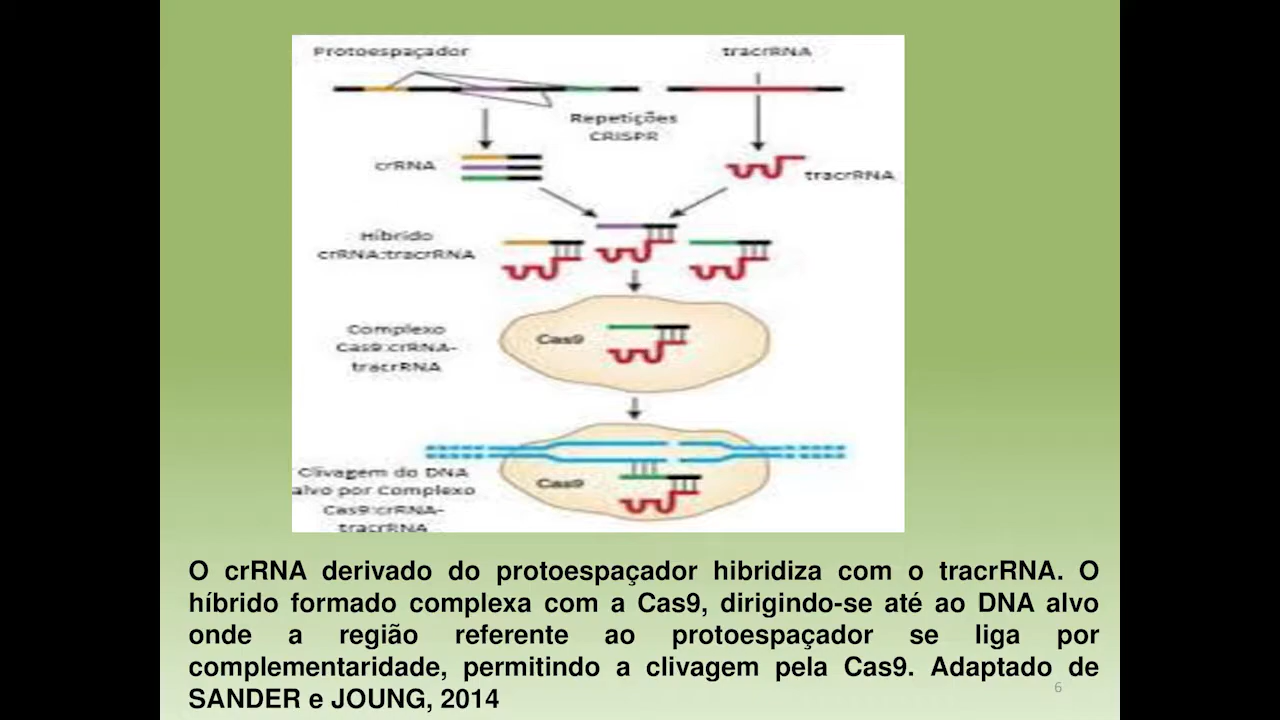 Protoespaçador
tracrRNA
Repetições
CRISPR
crRNA
tracrRNA
Híbrido
crRNA:tracrRNA
Complexo
Cas9:crRNA-
tracrRNA
Cas9
Clivagem do DNA
alvo por Complexo
Cas9:crRNA-
tracrRNA
Cas9
O crRNA derivado do protoespaçador hibridiza com o tracrRNA. O
híbrido formado complexa com a Cas9, dirigindo-se até ao DNA alvo
onde a região referente ao protoespaçador se liga por
complementaridade, permitindo a clivagem pela Cas9. Adaptado de
SANDER e JOUNG, 2014
6